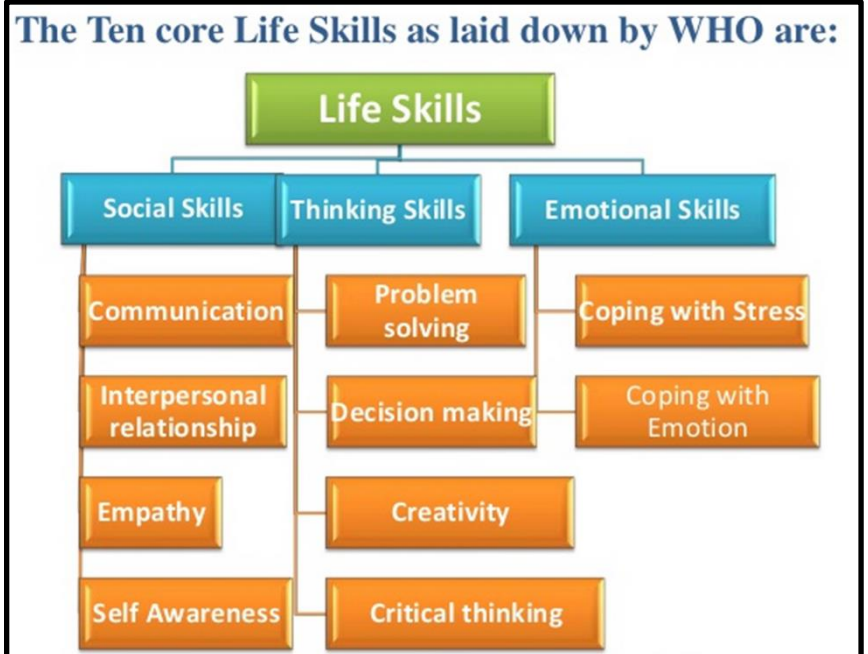 The Ten core Life Skills as laid down by WHO are:
Life Skills
Social Skills
Thinking Skills
Emotional Skills
Communication
Interpersonal
relationship
Empathy
Self Awareness
Problem
solving
Decision making
Creativity
Critical thinking
Coping with Stress
Coping with
Emotion